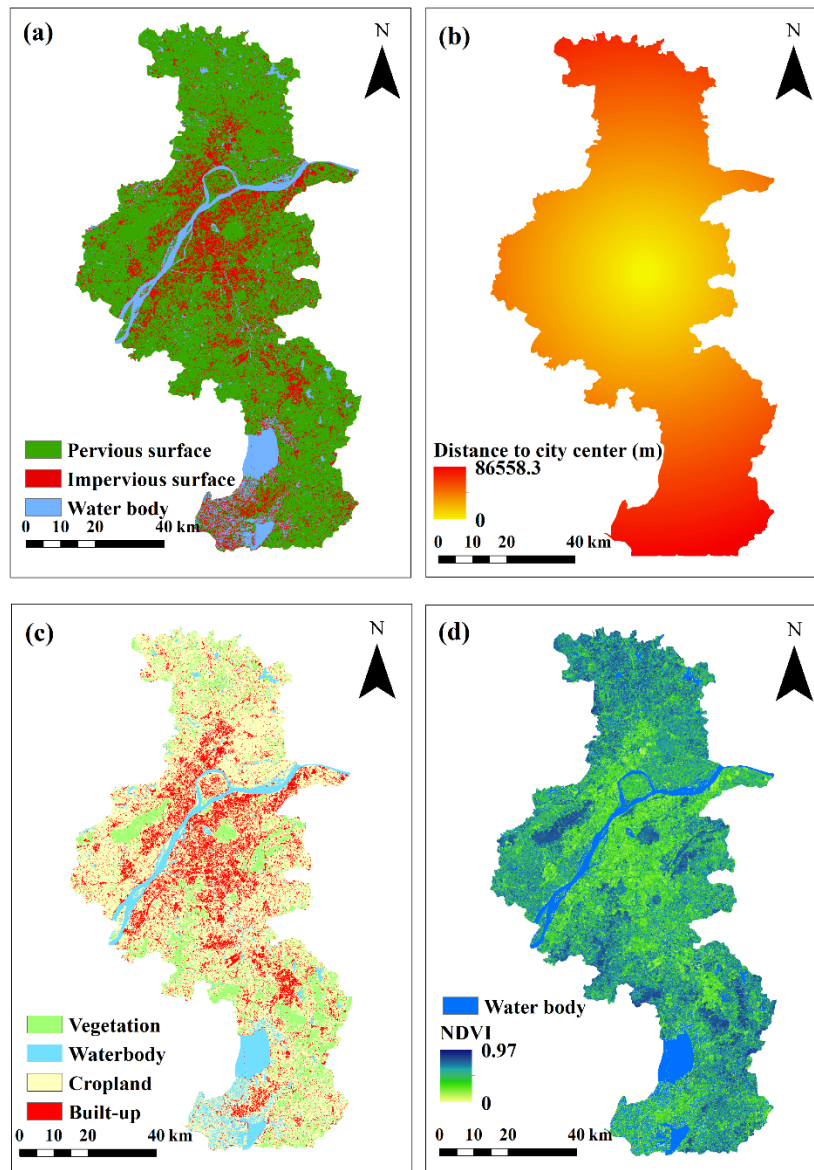 (a)
N
Pervious surface
Impervious surface
Water body
0 10 20 40 km
(b)
N
Distance to city center (m)
86558.3
0
0 10 20 40 km
(c)
N
Vegetation
Waterbody
Cropland
Built-up
0 10 20 40 km
(d)
N
Water body
NDVI
0.97
0
0 10 20 40 km